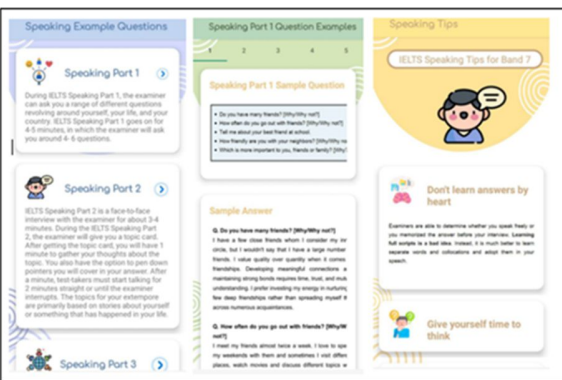 Speaking Example Questions
Speaking Part 1
During IELTS Speaking Part 1, the examiner
can ask you a range of different questions
revolving around yourself, your life, and your
country. IELTS Speaking Part 1 goes on for
4-5 minutes, in which the examiner will ask
you around 4- 6 questions.
Speaking Part 2
IELTS Speaking Part 2 is a face-to-face
interview with the examiner for about 3-4
minutes. During the IELTS Speaking Part
2, the examiner will give you a topic card.
After getting the topic card, you will have 1
minute to gather your thoughts about the
topic. You also have the option to pen down
pointers you will cover in your answer. After
a minute, test-takers must start talking for
2 minutes straight or until the examiner
interrupts. The topics for your extempore
are primarily based on stories about yourself
or something that has happened in your life.
Speaking Part 3
Speaking Part 1 Question Examples
1 2 3 4 5
Speaking Part 1 Sample Question
• Do you have many friends? [Why/Why not?]
• How often do you go out with friends? [Why/Why not?]
• Tell me about your best friend at school.
• How friendly are you with your neighbors? [Why/Why no
• Which is more important to you, friends or family? [Why/
Sample Answer
Q. Do you have many friends? [Why/Why not?]
I have a few close friends whom I consider my inr
circle, but I wouldn't say that I have a large number
friends. I value quality over quantity when it comes
friendships. Developing meaningful connections a
maintaining strong bonds requires time, trust, and mutu
understanding. I prefer investing my energy in nurturing
few deep friendships rather than spreading myself tl
across numerous acquaintances.
Q. How often do you go out with friends? [Why/W
not?]
I meet my friends almost twice a week. I love to spe
my weekends with them and sometimes I visit differe
places, watch movies and discuss different topics w
Speaking Tips
IELTS Speaking Tips for Band 7
Don't learn answers by
heart
Examiners are able to determine whether you speak freely or
you memorized the answer before your interview. Learning
full scripts is a bad idea. Instead, it is much better to learn
separate words and collocations and adopt them in your
speech.
Give yourself time to
think